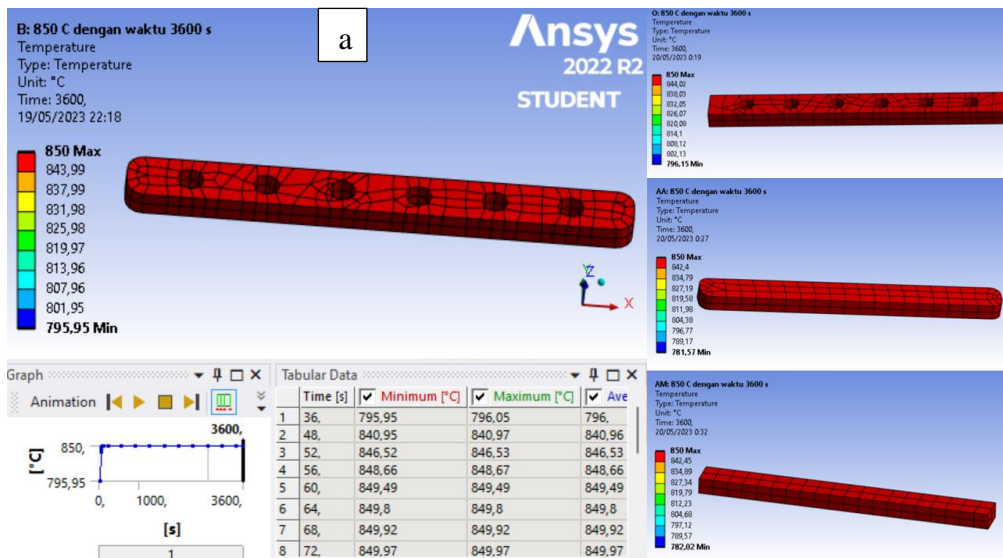 B: 850 C dengan waktu 3600 s
Temperature
Type: Temperature
Unit: °C
Time: 3600,
19/05/2023 22:18
a
Ansys
2022 R2
STUDENT
850 Max
843,99
837,99
831,98
825,98
819,97
813,96
807,96
801,95
795,95 Min
Z
X
Graph
Animation
3600,
[°C]
850,
795,95
0,
1000,
3600,
[s]
1
Tabular Data
Time [s] Minimum [°C] Maximum [°C] Ave
1 36, 795,95 796,05 796,
2 48, 840,95 840,97 840,96
3 52, 846,52 846,53 846,53
4 56, 848,66 848,67 848,66
5 60, 849,49 849,49 849,49
6 64, 849,8 849,8 849,8
7 68, 849,92 849,92 849,92
8 72, 849,97 849,97 849,97
O: 850 C dengan waktu 3600 s
Temperature
Type: Temperature
Unit: °C
Time: 3600,
20/05/2023 0:19
850 Max
844,02
838,03
832,05
826,07
820,08
814,1
808,12
802,13
796,15 Min
AA: 850 C dengan waktu 3600 s
Temperature
Type: Temperature
Unit: °C
Time: 3600,
20/05/2023 0:27
850 Max
842,4
834,79
827,19
819,58
811,98
804,38
796,77
789,17
781,57 Min
AM: 850 C dengan waktu 3600 s
Temperature
Type: Temperature
Unit: °C
Time: 3600,
20/05/2023 0:32
850 Max
842,45
834,89
827,34
819,79
812,23
804,68
797,12
789,57
782,02 Min